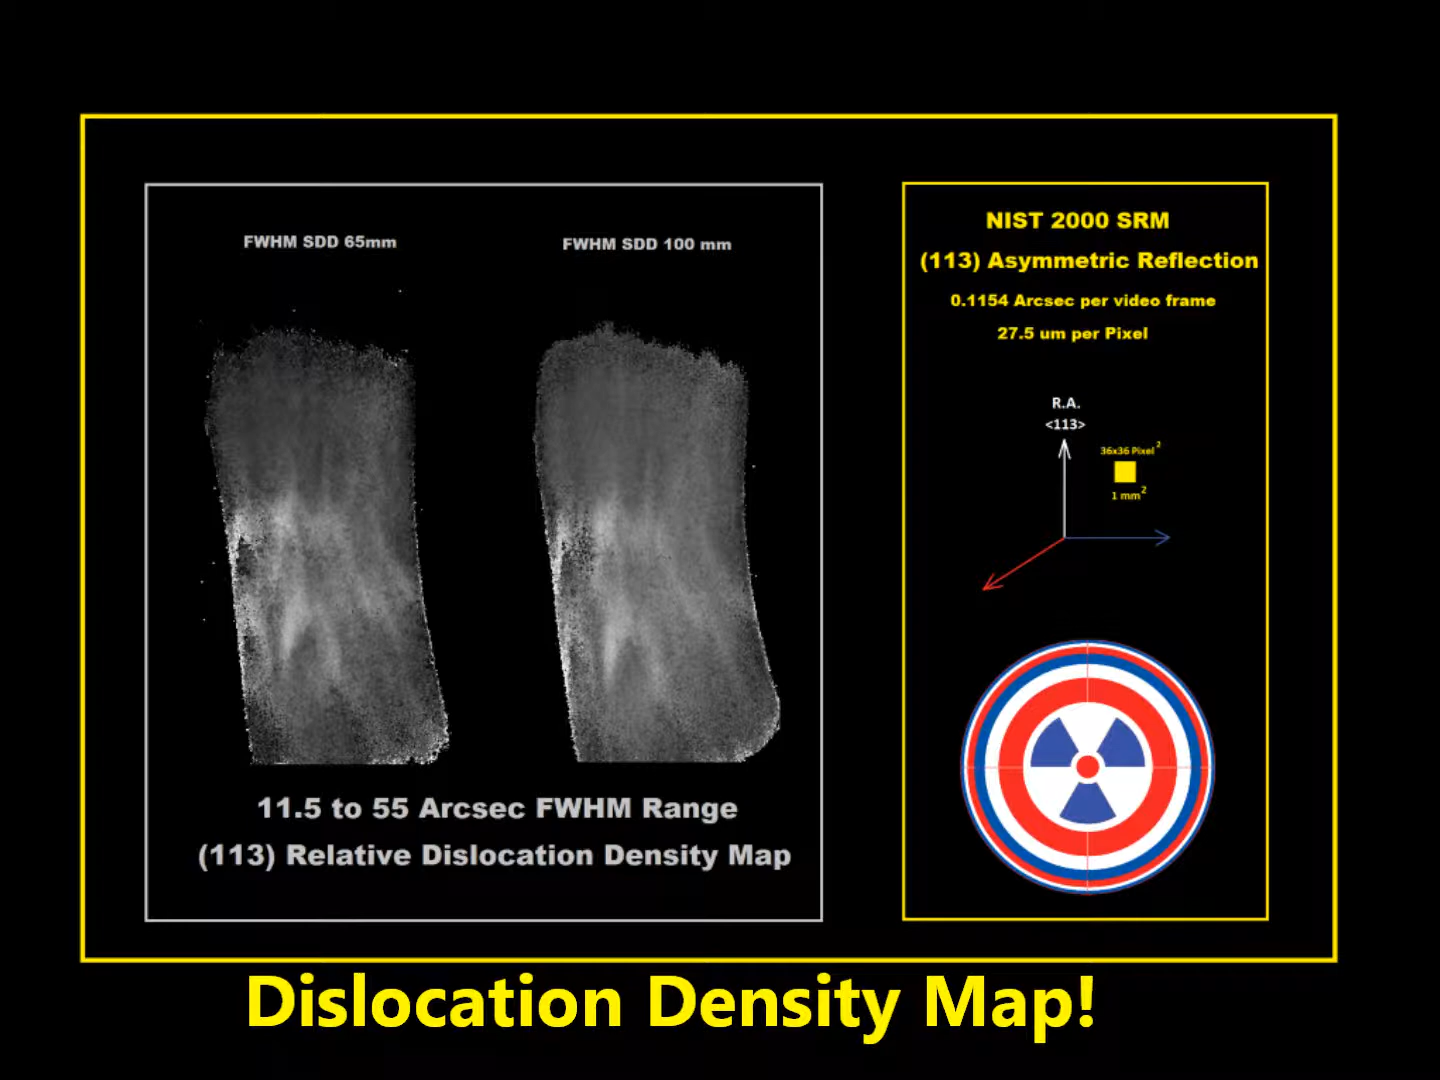 FWHM SDD 65mm
FWHM SDD 100 mm
11.5 to 55 Arcsec FWHM Range
(113) Relative Dislocation Density Map
NIST 2000 SRM
(113) Asymmetric Reflection
0.1154 Arcsec per video frame
27.5 um per Pixel
R.A.
<113>
36x36 Pixel²
1 mm²
Dislocation Density Map!